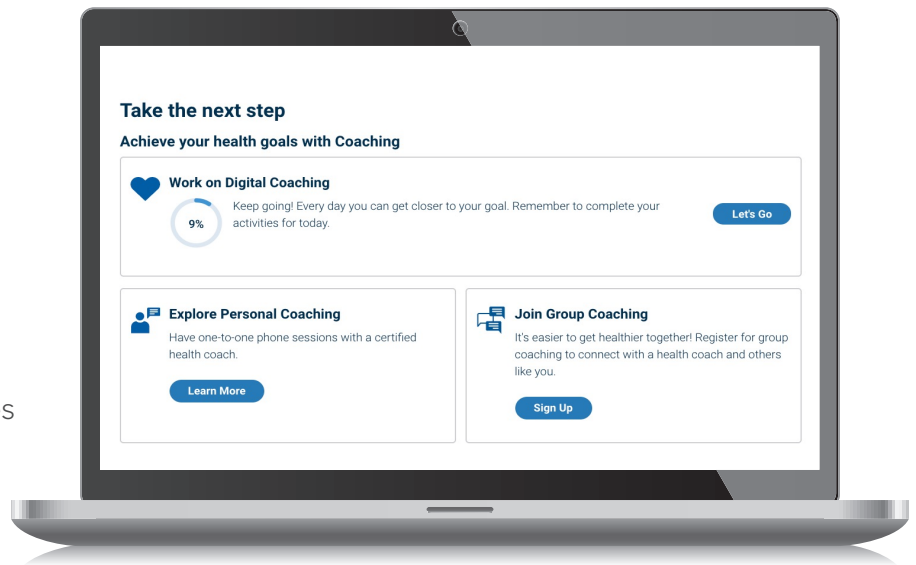 Take the next step
Achieve your health goals with Coaching
Work on Digital Coaching
9%
Keep going! Every day you can get closer to your goal. Remember to complete your
activities for today.
Let's Go
Explore Personal Coaching
Have one-to-one phone sessions with a certified
health coach.
Learn More
Join Group Coaching
It's easier to get healthier together! Register for group
coaching to connect with a health coach and others
like you.
Sign Up
s